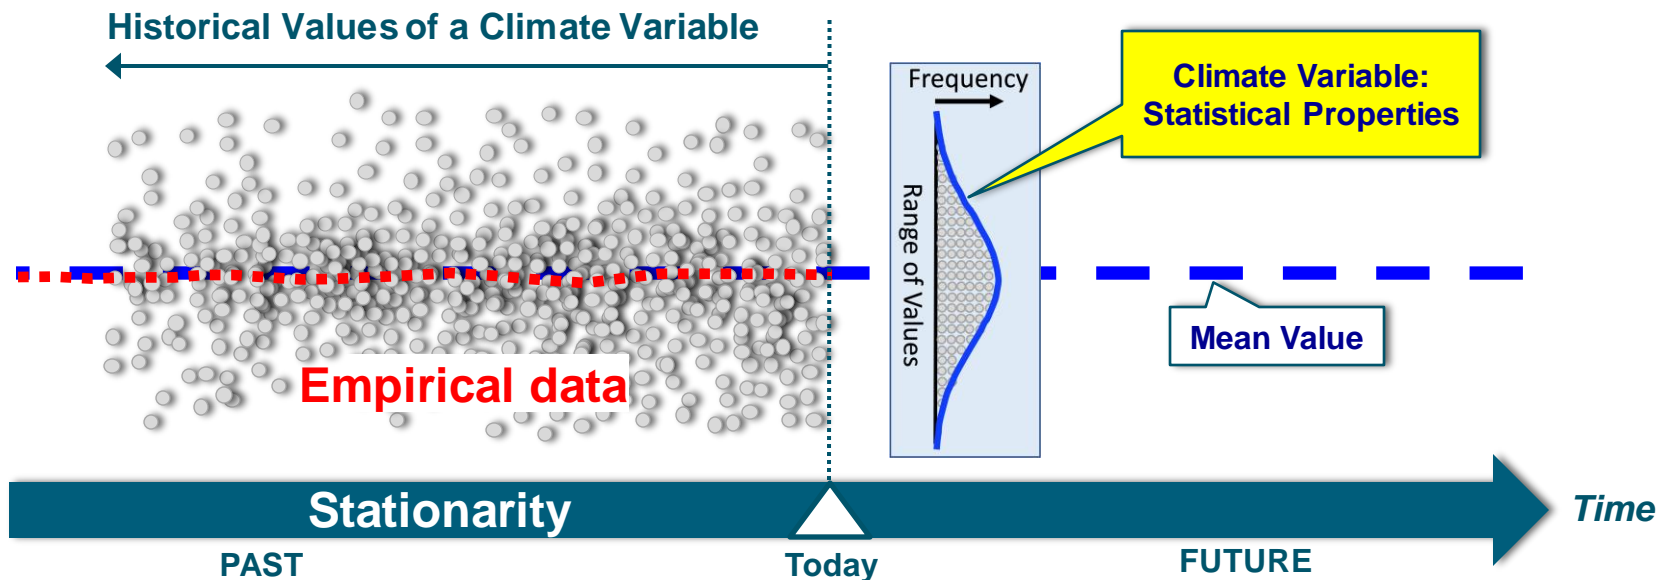 Historical Values of a Climate Variable
Frequency
Range of Values
Climate Variable:
Statistical Properties
Mean Value
Empirical data
Stationarity
Time
PAST
Today
FUTURE